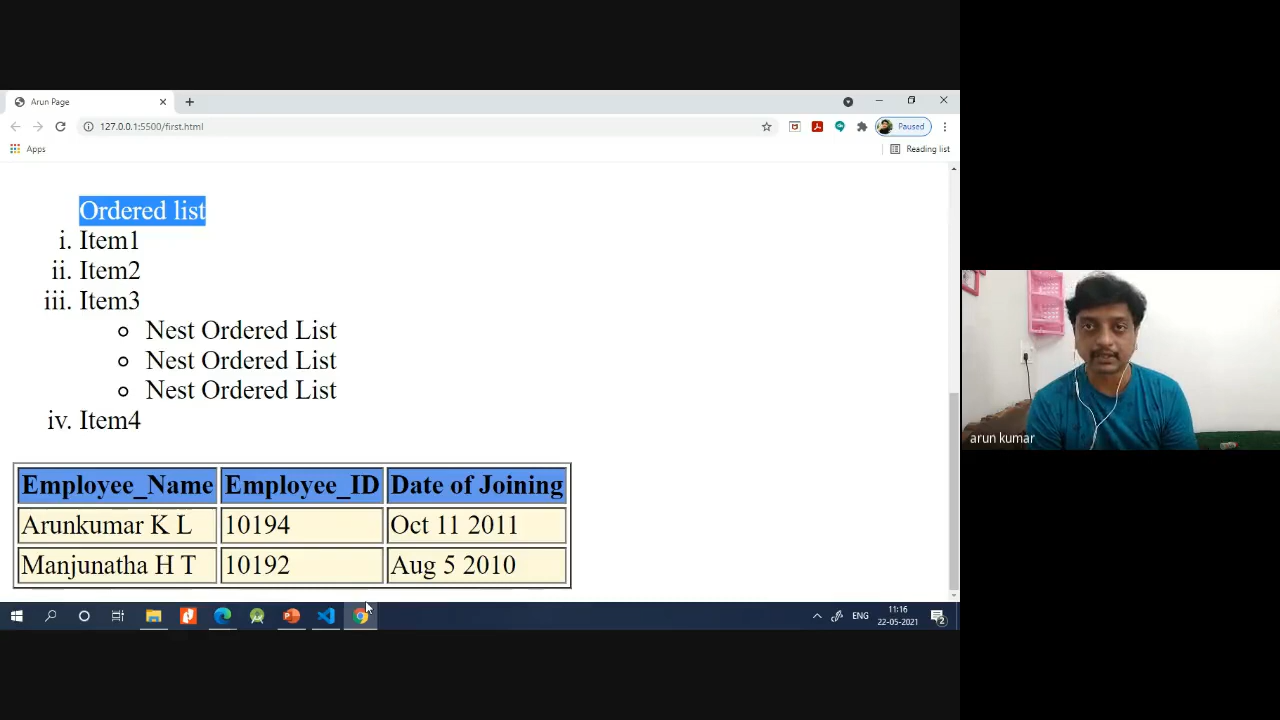 Arun Page
127.0.0.1:5500/first.html
Paused
Apps
Reading list
Ordered list
i. Item1
ii. Item2
iii. Item3
Nest Ordered List
Nest Ordered List
Nest Ordered List
iv. Item4
Employee_Name Employee_ID Date of Joining
Arunkumar K L 10194 Oct 11 2011
Manjunatha H T 10192 Aug 5 2010
arun kumar
ENG
11:16
22-05-2021
2